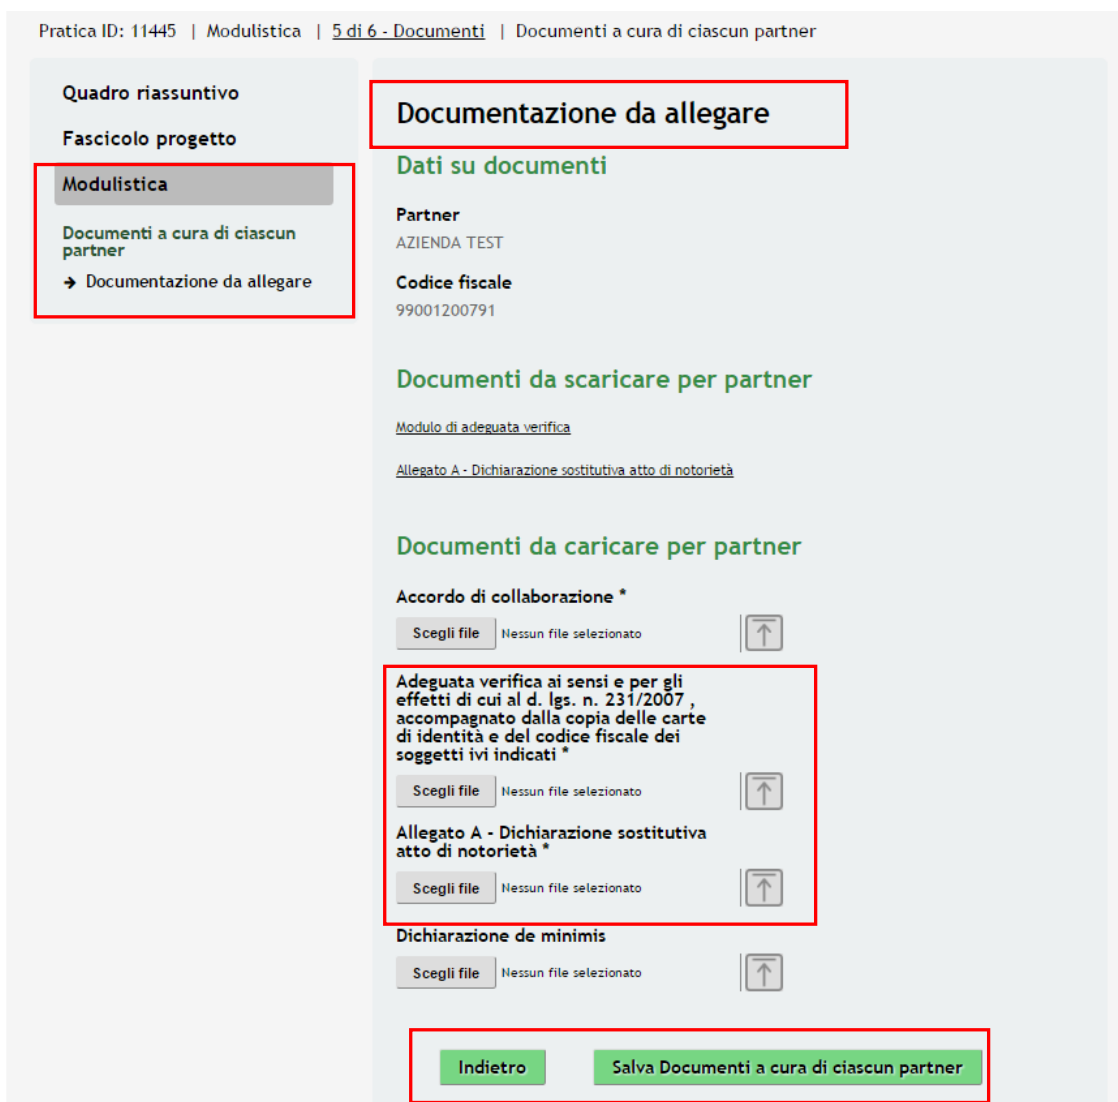 Pratica ID: 11445 | Modulistica | 5 di 6 - Documenti | Documenti a cura di ciascun partner
Quadro riassuntivo
Fascicolo progetto
Modulistica
Documenti a cura di ciascun
partner
→ Documentazione da allegare
Documentazione da allegare
Dati su documenti
Partner
AZIENDA TEST
Codice fiscale
99001200791
Documenti da scaricare per partner
Modulo di adeguata verifica
Allegato A - Dichiarazione sostitutiva atto di notorietà
Documenti da caricare per partner
Accordo di collaborazione *
Scegli file Nessun file selezionato
Adeguata verifica ai sensi e per gli
effetti di cui al d. lgs. n. 231/2007 ,
accompagnato dalla copia delle carte
di identità e del codice fiscale dei
soggetti ivi indicati *
Scegli file Nessun file selezionato
Allegato A - Dichiarazione sostitutiva
atto di notorietà *
Scegli file Nessun file selezionato
Dichiarazione de minimis
Scegli file Nessun file selezionato
Indietro Salva Documenti a cura di ciascun partner